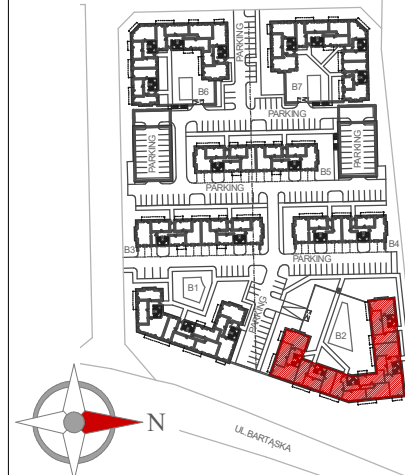 PARKING
B6
B7
PARKING
PARKING
PARKING
B5
PARKING
B3
B4
PARKING
B1
PARKING
B2
N
UL.BARTĄSKA